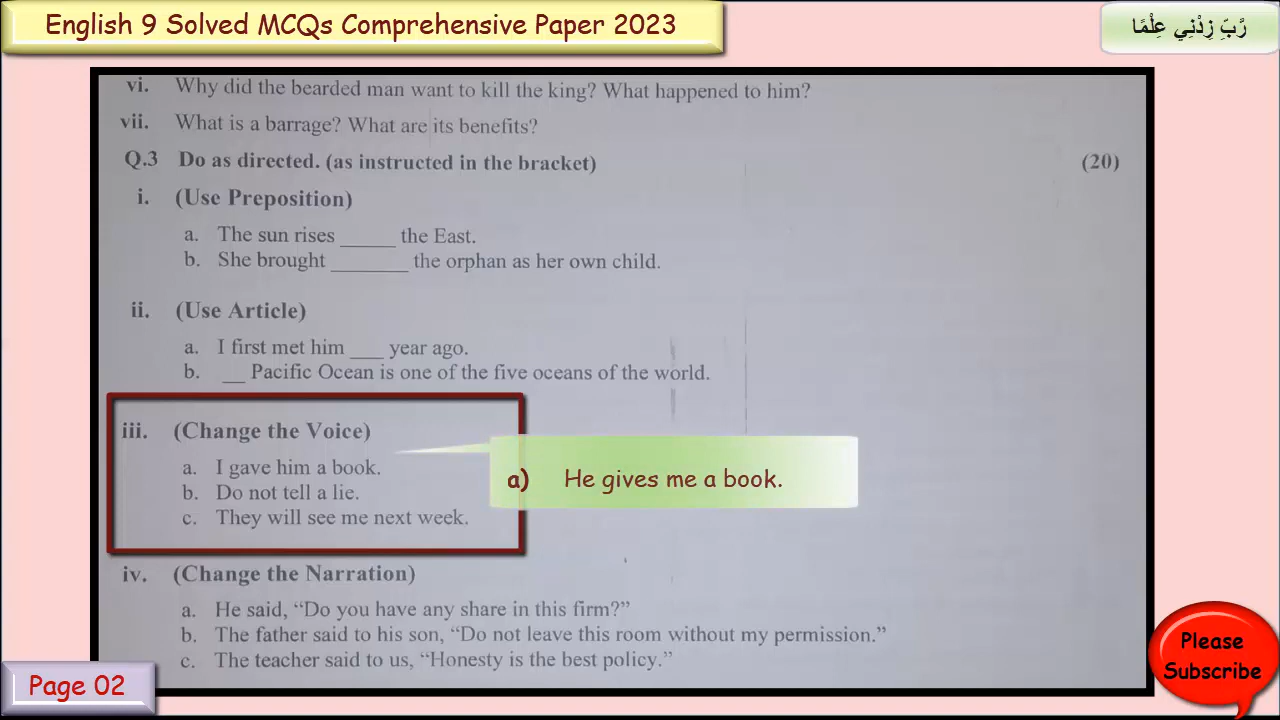 English 9 Solved MCQs Comprehensive Paper 2023
رَّبِّ زِدْنِي عِلْمًا
vi. Why did the bearded man want to kill the king? What happened to him?
vii. What is a barrage? What are its benefits?
Q.3 Do as directed. (as instructed in the bracket) (20)
i. (Use Preposition)
a. The sun rises _____ the East.
b. She brought _______ the orphan as her own child.
ii. (Use Article)
a. I first met him ___ year ago.
b. __ Pacific Ocean is one of the five oceans of the world.
iii. (Change the Voice)
a. I gave him a book.
b. Do not tell a lie.
c. They will see me next week.
a) He gives me a book.
iv. (Change the Narration)
a. He said, “Do you have any share in this firm?”
b. The father said to his son, “Do not leave this room without my permission.”
c. The teacher said to us, “Honesty is the best policy.”
Page 02
Please
Subscribe